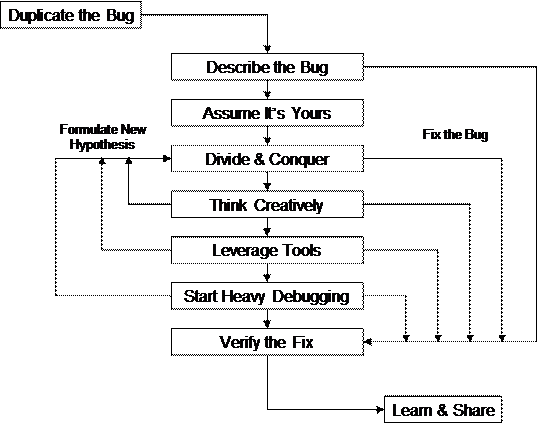 Duplicate the Bug
Describe the Bug
Assume It's Yours
Formulate New
Hypothesis
Fix the Bug
Divide & Conquer
Think Creatively
Leverage Tools
Start Heavy Debugging
Verify the Fix
Learn & Share